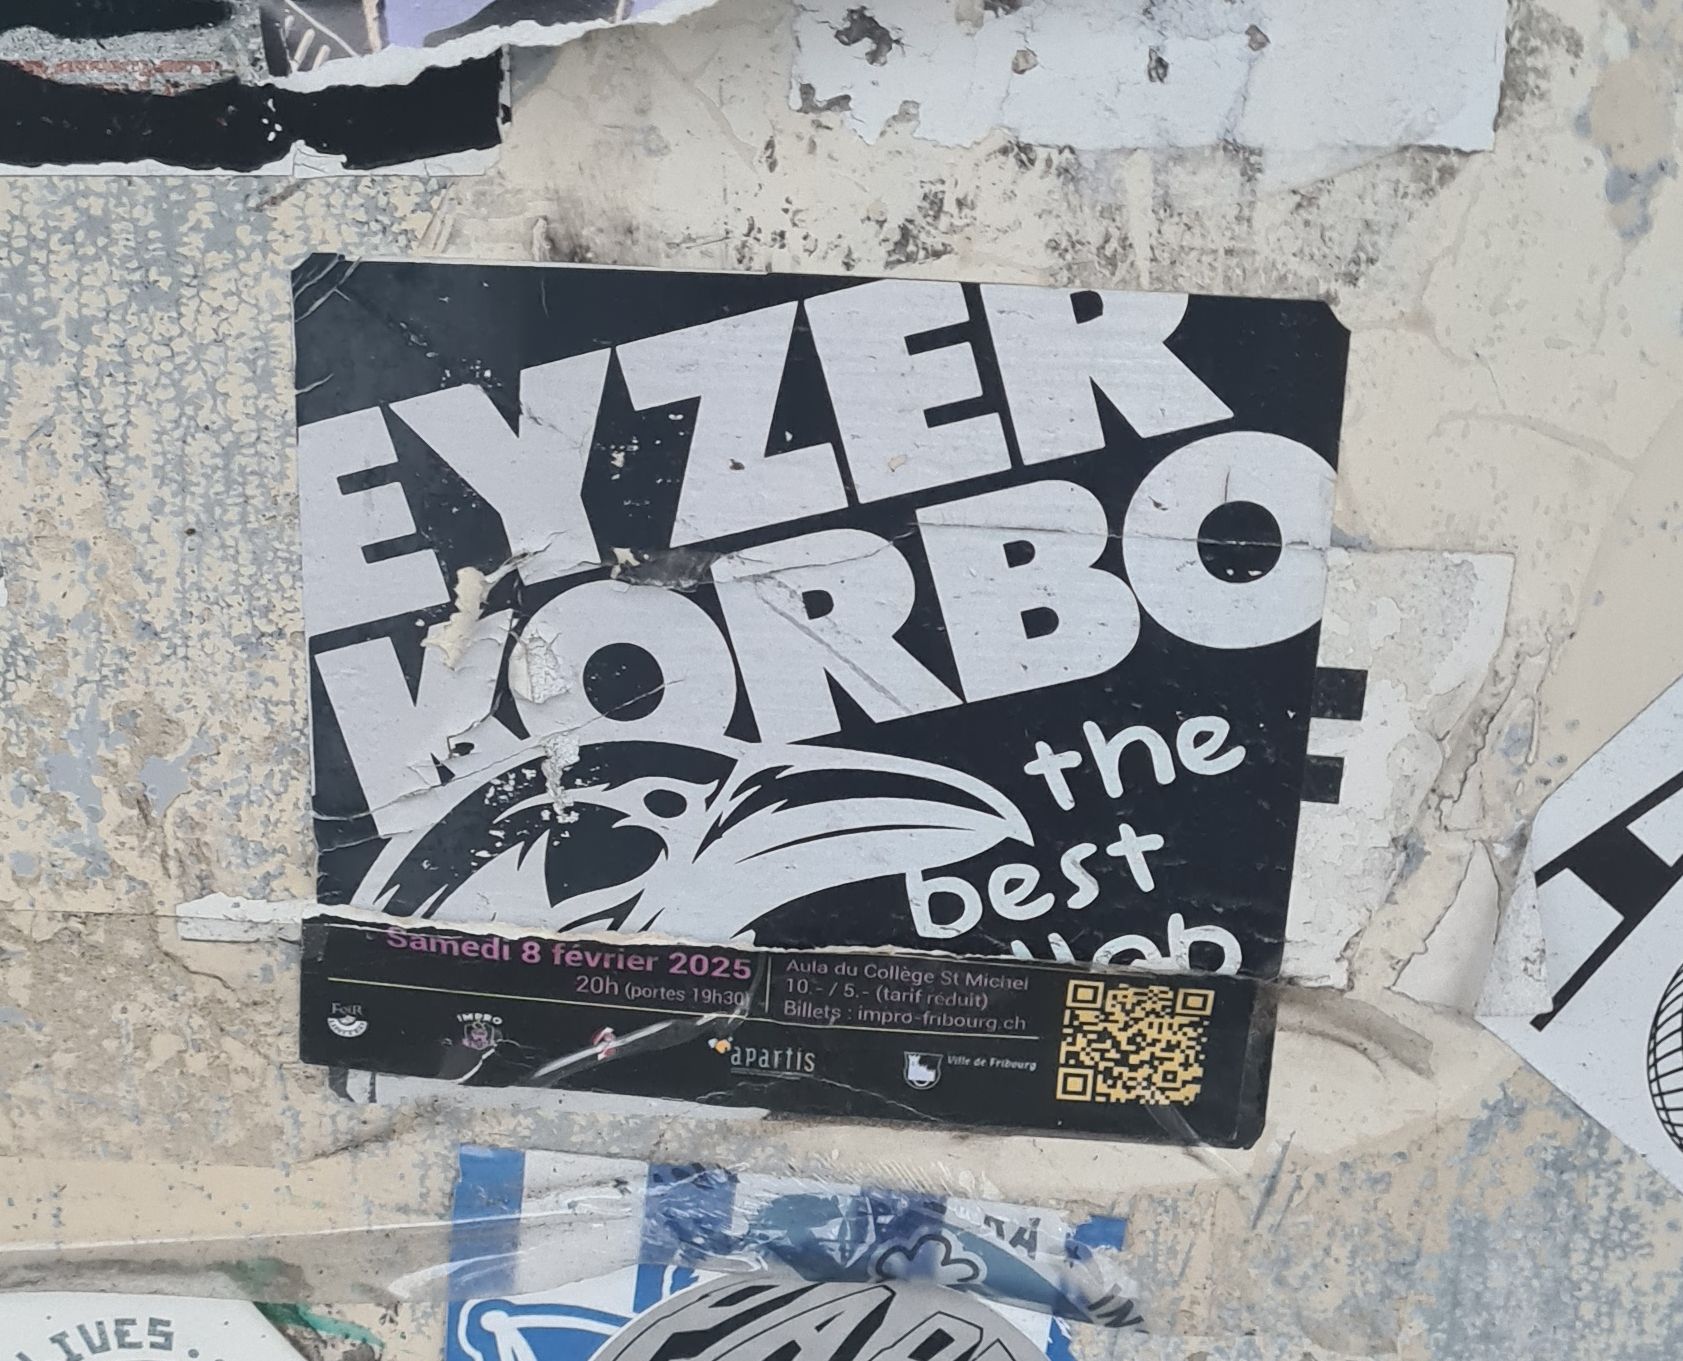 EYZER
KORBO
the
best
Samedi 8 février 2025
20h (portes 19h30)
Aula du Collège St Michel
10.- / 5.- (tarif réduit)
Billets : impro-fribourg.ch
IMPRO
apartis
Ville de Fribourg
LIVES.